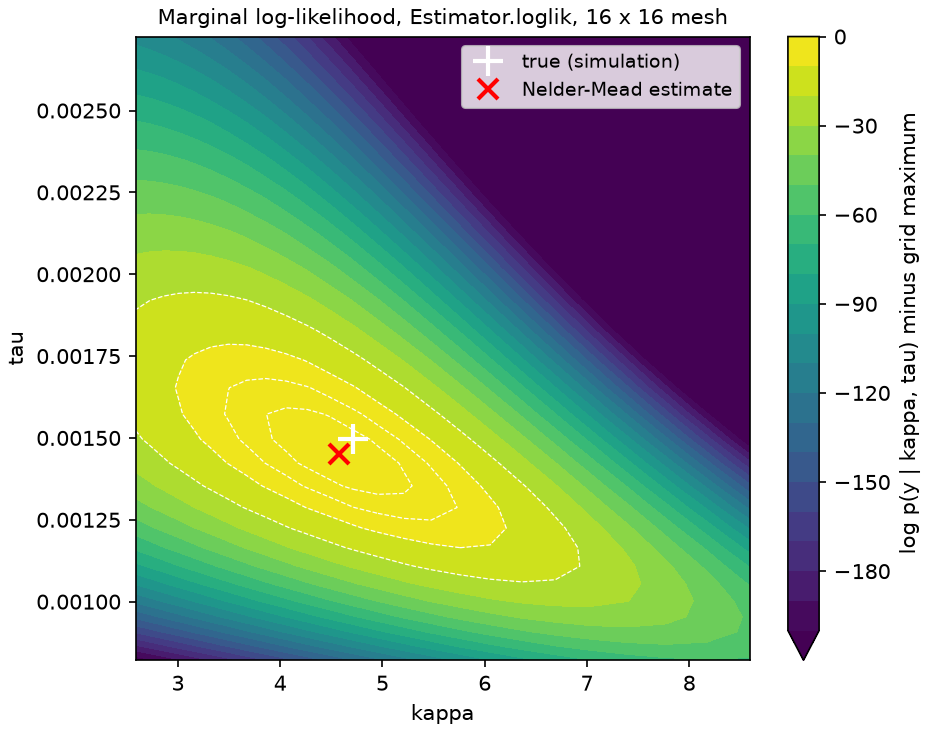 Marginal log-likelihood, Estimator.loglik, 16 x 16 mesh
true (simulation)
Nelder-Mead estimate
0.00250
0.00225
0.00200
0.00175
0.00150
0.00125
0.00100
tau
3 4 5 6 7 8
kappa
0
−30
−60
−90
−120
−150
−180
log p(y | kappa, tau) minus grid maximum